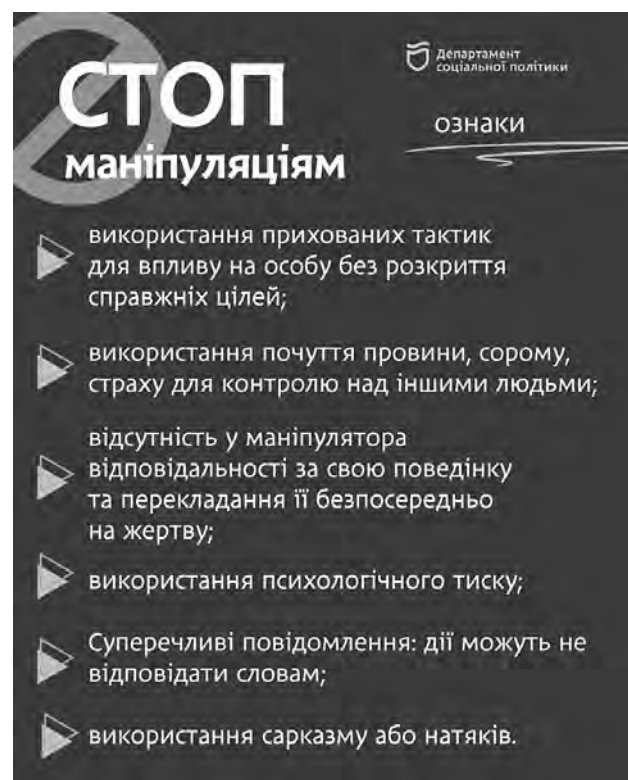 СТОП
маніпуляціям
Департамент
соціальної політики
ознаки
використання прихованих тактик
для впливу на особу без розкриття
справжніх цілей;
використання почуття провини, сорому,
страху для контролю над іншими людьми;
відсутність у маніпулятора
відповідальності за свою поведінку
та перекладання її безпосередньо
на жертву;
використання психологічного тиску;
Суперечливі повідомлення: дії можуть не
відповідати словам;
використання сарказму або натяків.